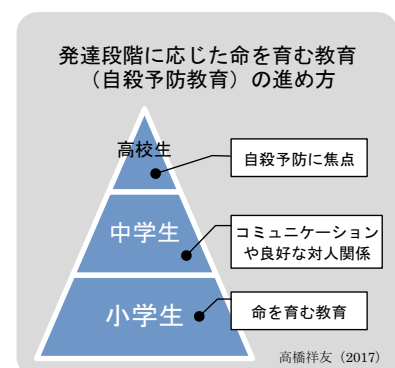 発達段階に応じた命を育む教育
（自殺予防教育）の進め方
高校生
自殺予防に焦点
中学生
コミュニケーション
や良好な対人関係
小学生
命を育む教育
高橋祥友（2017）